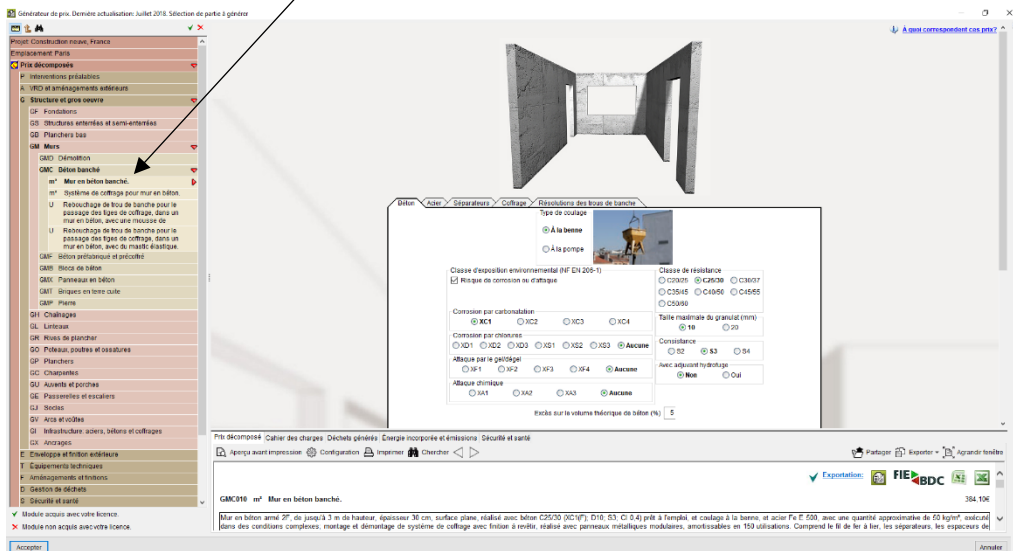 Générateur de prix. Dernière actualisation: Juillet 2018. Sélection de partie à générer
À quoi correspondent ces prix?
Projet: Construction neuve, France
Emplacement: Paris
Prix décomposés
P Interventions préalables
A VRD et aménagements extérieurs
G Structure et gros oeuvre
GF Fondations
GS Structures enterrées et semi-enterrées
GB Planchers bas
GM Murs
GMD Démolition
GMC Béton banché
m² Mur en béton banché.
m² Système de coffrage pour mur en béton.
U Rebouchage de trou de banche pour le
passage des tiges de coffrage, dans un
mur en béton, avec une mousse de
U Rebouchage de trou de banche pour le
passage des tiges de coffrage, dans un
mur en béton, avec du mastic élastique.
GMF Béton préfabriqué et précoffré
GMB Blocs de béton
GMX Panneaux en béton
GMT Briques en terre cuite
GMP Pierre
GH Chaînages
GL Linteaux
GR Rives de plancher
GO Poteaux, poutres et ossatures
GP Planchers
GC Charpentes
GU Auvents et porches
GE Passerelles et escaliers
GJ Socles
GV Arcs et voûtes
GI Infrastructure: aciers, bétons et coffrages
GX Ancrages
E Enveloppe et finition extérieure
T Équipements techniques
F Aménagements et finitions
D Gestion de déchets
S Sécurité et santé
Module acquis avec votre licence.
Module non acquis avec votre licence.
Accepter
Béton Acier Séparateurs Coffrage Résolutions des trous de banche
Type de coulage
À la benne
À la pompe
Classe d'exposition environnemental (NF EN 206-1)
Risque de corrosion ou d'attaque
Corrosion par carbonatation
XC1 XC2 XC3 XC4
Corrosion par chlorures
XD1 XD2 XD3 XS1 XS2 XS3 Aucune
Attaque par le gel/dégel
XF1 XF2 XF3 XF4 Aucune
Attaque chimique
XA1 XA2 XA3 Aucune
Classe de résistance
C20/25 C25/30 C30/37
C35/45 C40/50 C45/55
C50/60
Taille maximale du granulat (mm)
10 20
Consistance
S2 S3 S4
Avec adjuvant hydrofuge
Non Oui
Excès sur le volume théorique de béton (%) 5
Prix décomposé Cahier des charges Déchets générés Énergie incorporée et émissions Sécurité et santé
Aperçu avant impression Configuration Imprimer Chercher Partager Exporter Agrandir fenêtre
Exportation: FIE BDC
GMC010 m² Mur en béton banché. 384.10€
Mur en béton armé 2F, de jusqu'à 3 m de hauteur, épaisseur 30 cm, surface plane, réalisé avec béton C25/30 (XC1(F); D10; S3; Cl 0,4) prêt à l'emploi, et coulage à la benne, et acier Fe E 500, avec une quantité approximative de 50 kg/m³, exécuté
dans des conditions complexes, montage et démontage de système de coffrage avec finition à revêtir, réalisé avec panneaux métalliques modulaires, amortissables en 150 utilisations. Comprend le fil de fer à lier, les séparateurs, les espaceurs de
Annuler